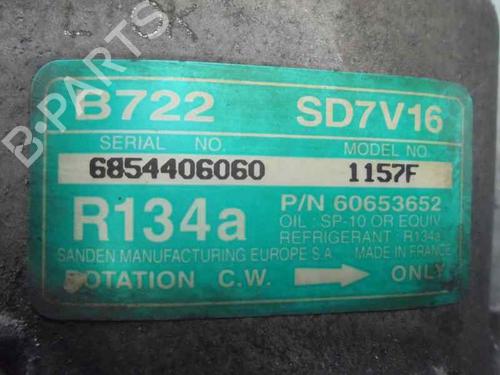 B722 SD7V16
SERIAL NO. MODEL NO.
6854406060 1157F
R134a
P/N 60653652
OIL : SP-10 OR EQUIV.
REFRIGERANT : R134a
SANDEN MANUFACTURING EUROPE S.A. MADE IN FRANCE
ROTATION C.W. ONLY
B·PARTS